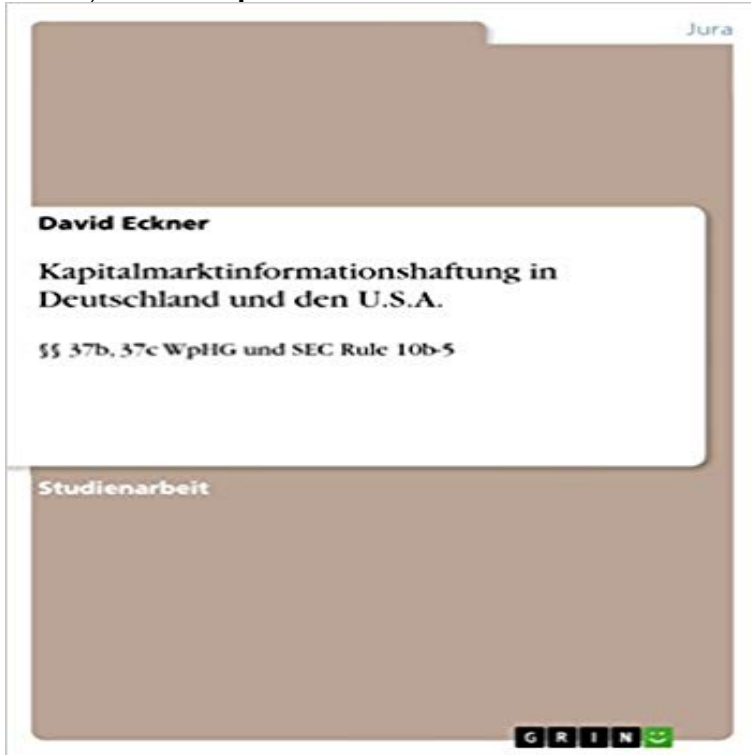 Jura
David Eckner
Kapitalmarktinformationshaftung in
Deutschland und den U.S.A.
§§ 37b, 37c WpHG und SEC Rule 10b-5
Studienarbeit
GRIN